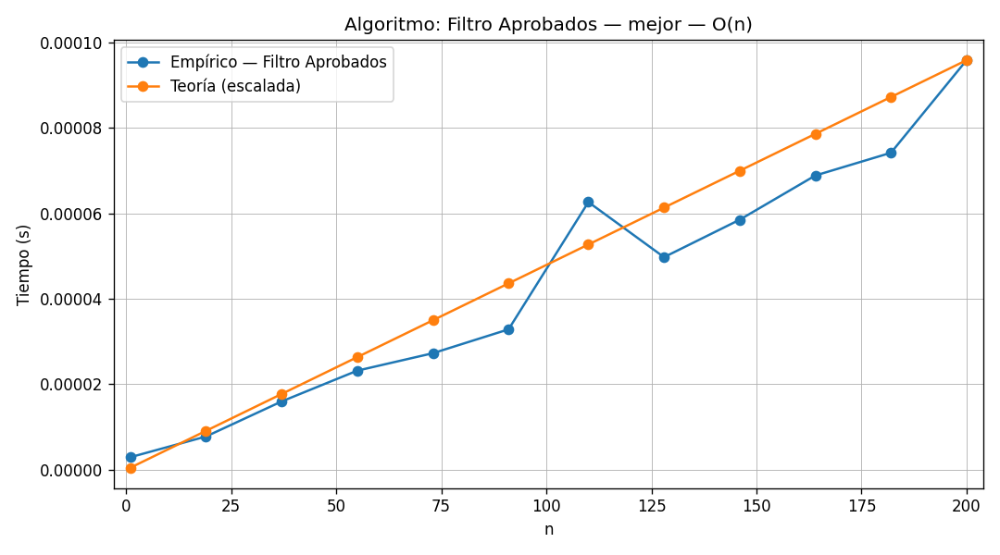 Algoritmo: Filtro Aprobados — mejor — O(n)
Empírico — Filtro Aprobados
Teoría (escalada)
Tiempo (s)
0.00010
0.00008
0.00006
0.00004
0.00002
0.00000
0 25 50 75 100 125 150 175 200
n